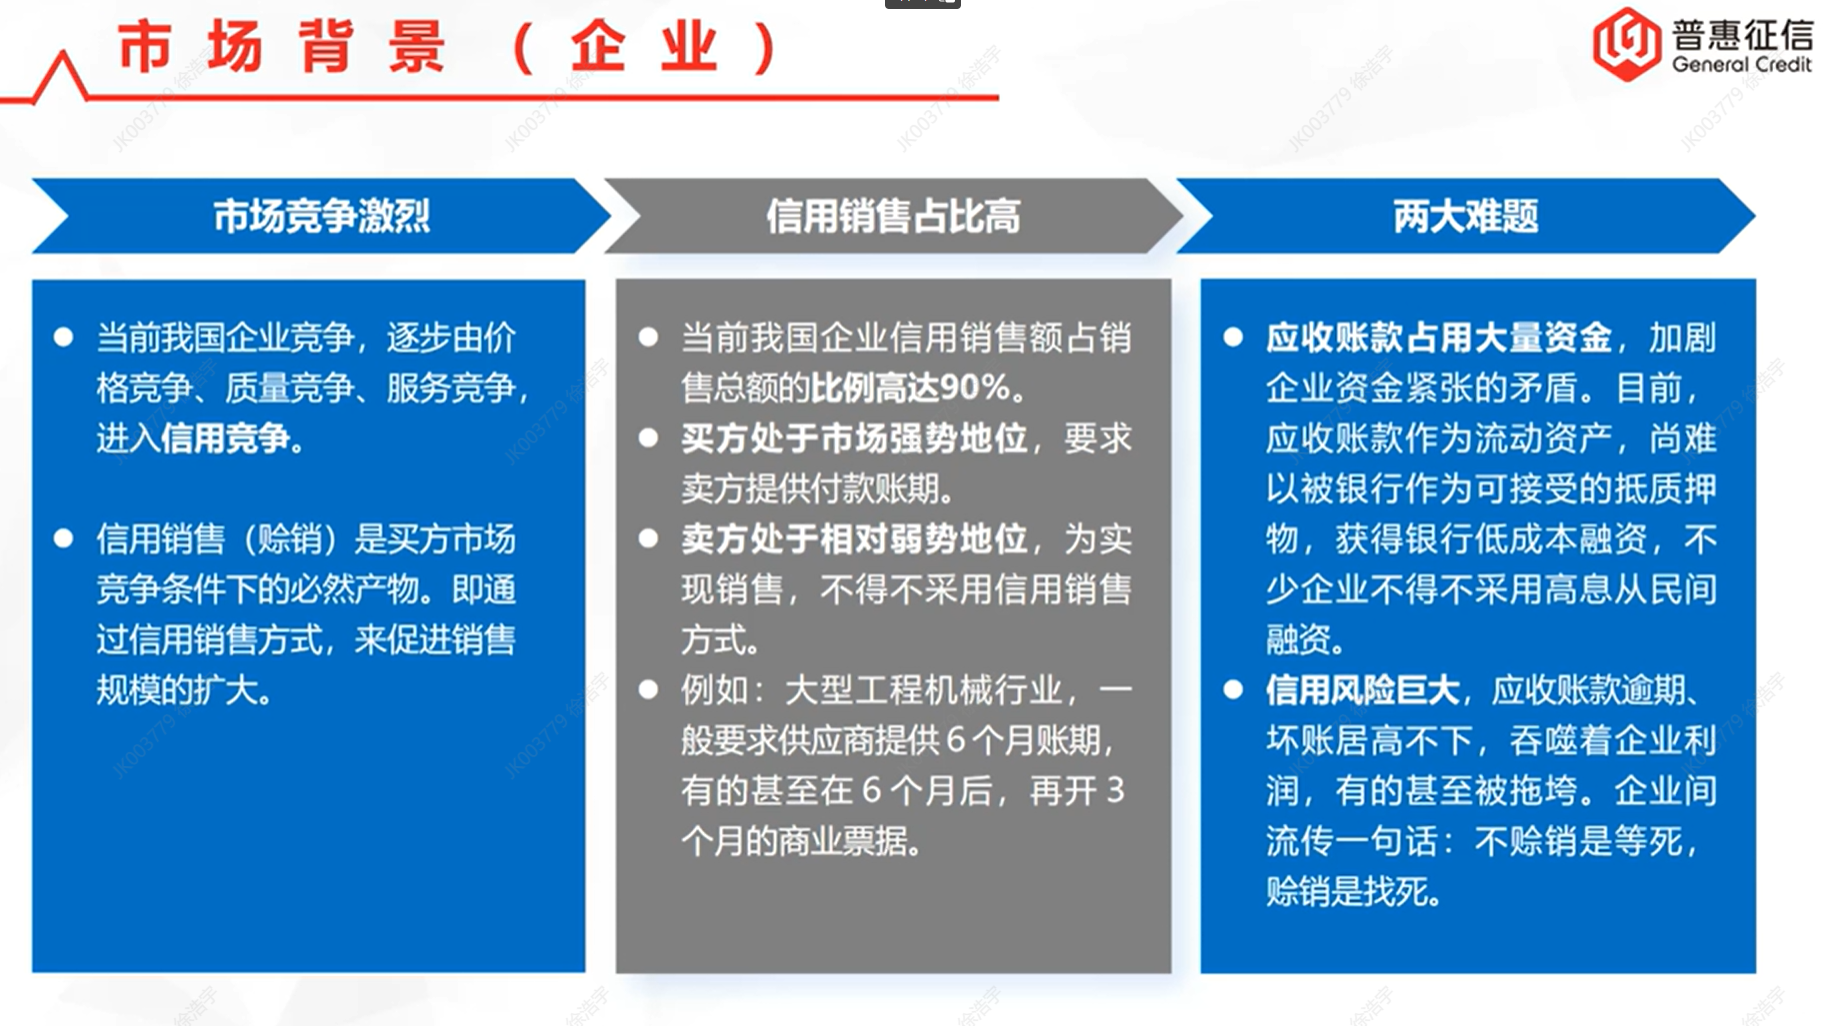 市场背景（企业）
普惠征信
General Credit
市场竞争激烈
信用销售占比高
两大难题
● 当前我国企业竞争，逐步由价
格竞争、质量竞争、服务竞争，
进入信用竞争。
● 信用销售（赊销）是买方市场
竞争条件下的必然产物。即通
过信用销售方式，来促进销售
规模的扩大。
● 当前我国企业信用销售额占销
售总额的比例高达90%。
● 买方处于市场强势地位，要求
卖方提供付款账期。
● 卖方处于相对弱势地位，为实
现销售，不得不采用信用销售
方式。
● 例如：大型工程机械行业，一
般要求供应商提供6个月账期，
有的甚至在6个月后，再开3
个月的商业票据。
● 应收账款占用大量资金，加剧
企业资金紧张的矛盾。目前，
应收账款作为流动资产，尚难
以被银行作为可接受的抵质押
物，获得银行低成本融资，不
少企业不得不采用高息从民间
融资。
● 信用风险巨大，应收账款逾期、
坏账居高不下，吞噬着企业利
润，有的甚至被拖垮。企业间
流传一句话：不赊销是等死，
赊销是找死。
JK003779 徐浩宇